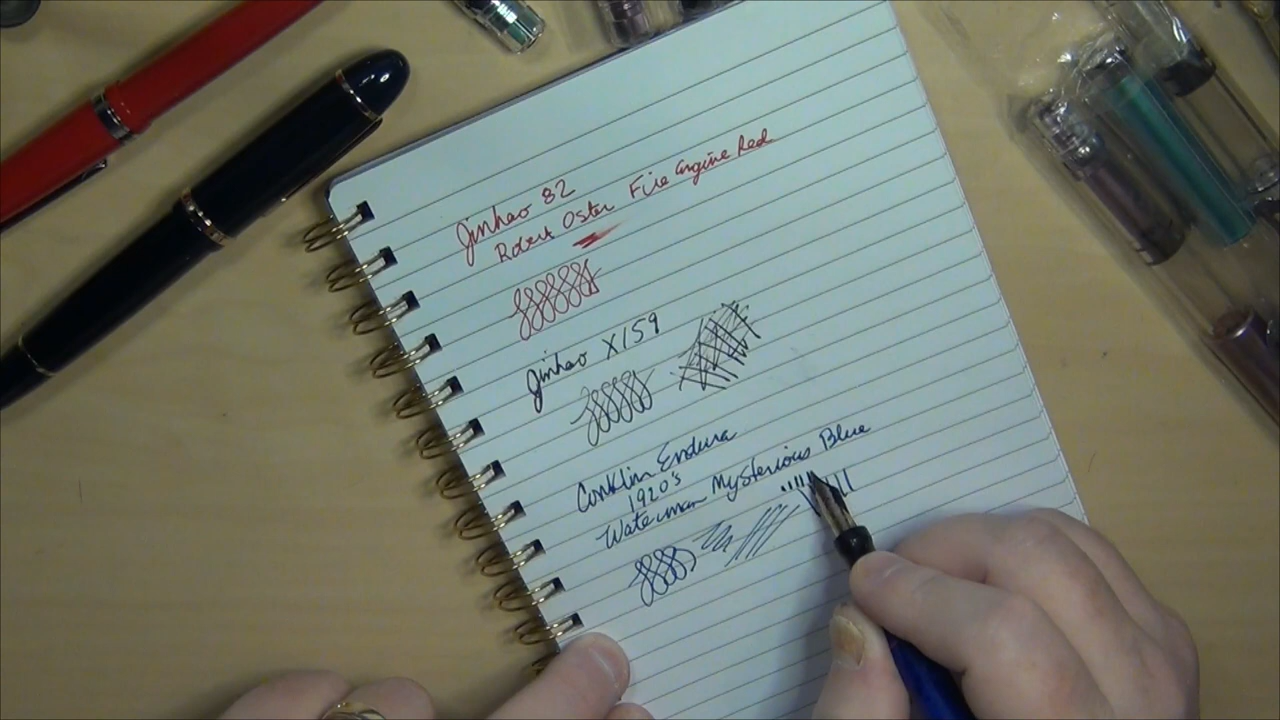 Jinhao 82
Robert Oster Fire Engine Red
Jinhao X159
Conklin Endura
1920's
Waterman Mysterious Blue